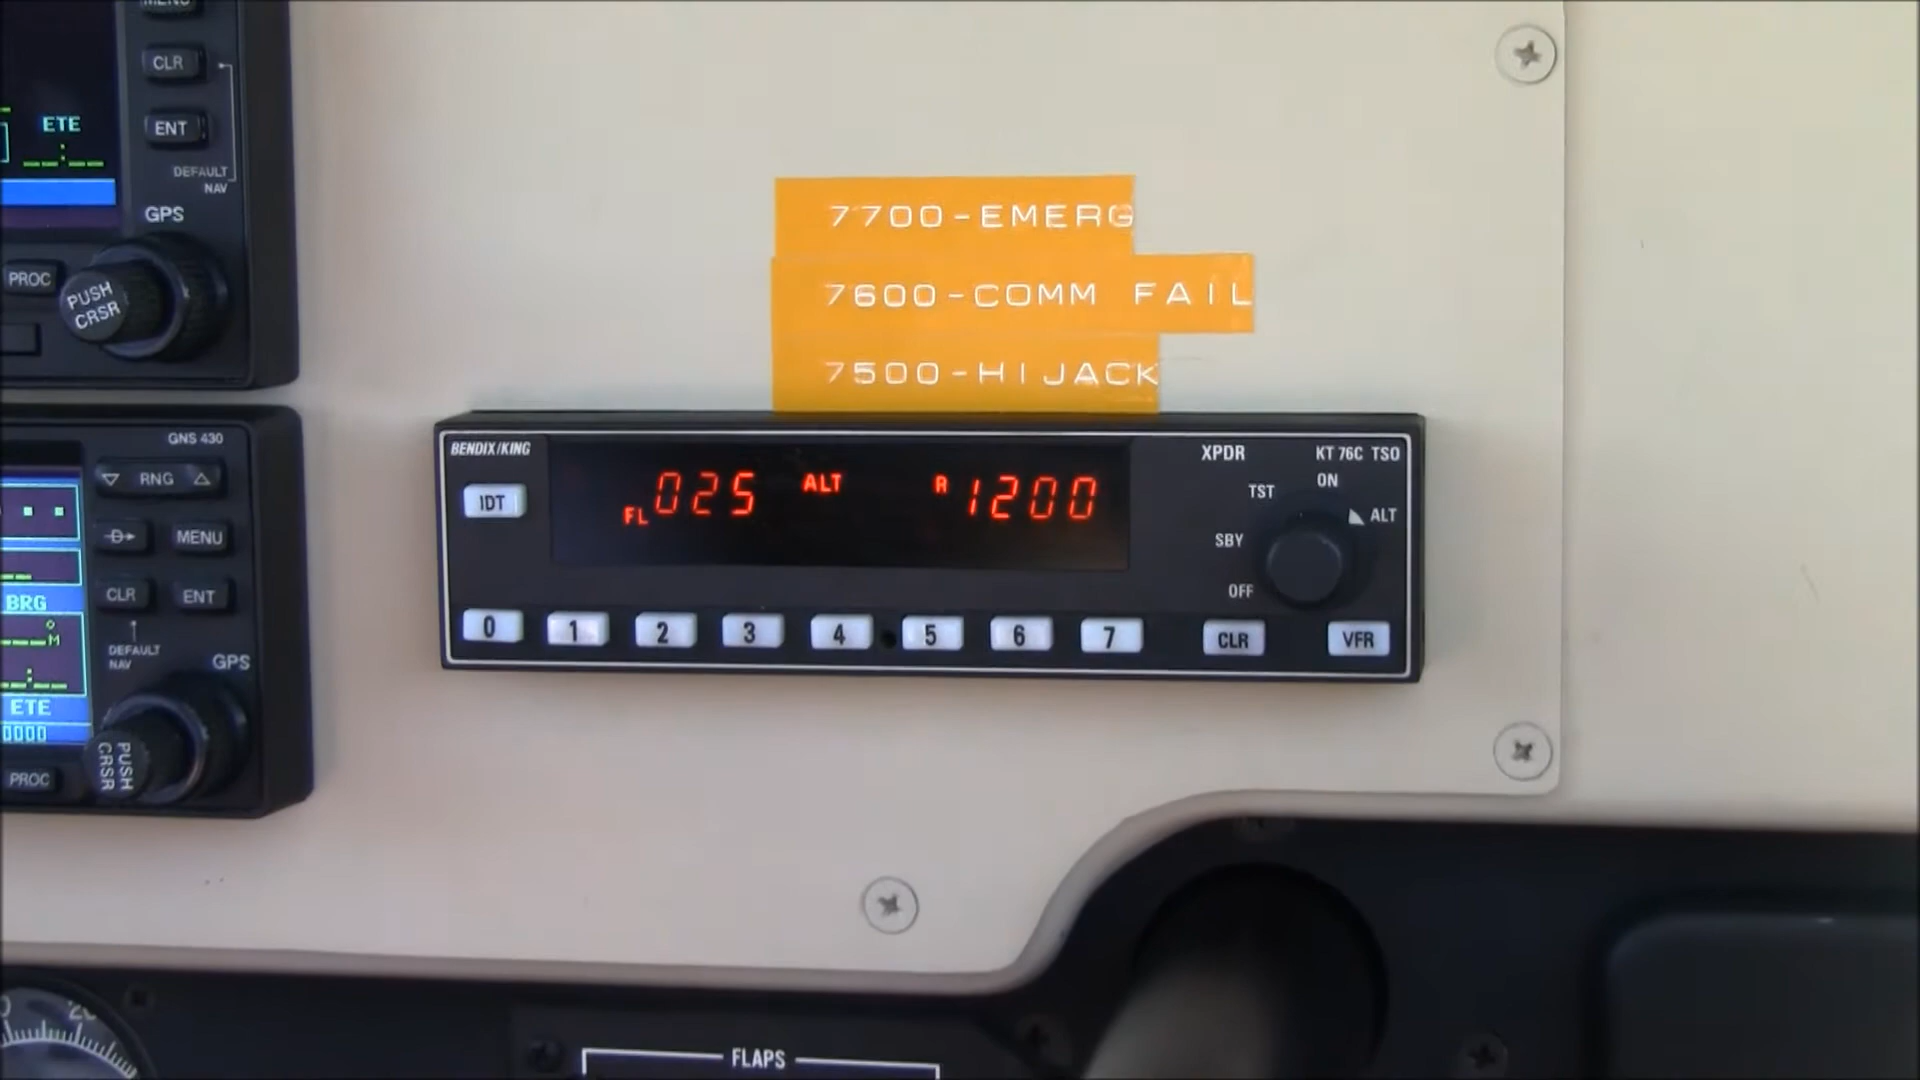 MENU
CLR
ETE
ENT
DEFAULT
NAV
GPS
PROC
PUSH
CRSR
7700-EMERG
7600-COMM FAIL
7500-HIJACK
GNS 430
RNG
MENU
CLR
ENT
BRG
M
DEFAULT
NAV
GPS
ETE
0000
PUSH
CRSR
PROC
BENDIX/KING
XPDR KT 76C TSO
IDT
FL 025 ALT R 1200
TST ON ALT
SBY
OFF
0 1 2 3 4 5 6 7 CLR VFR
FLAPS